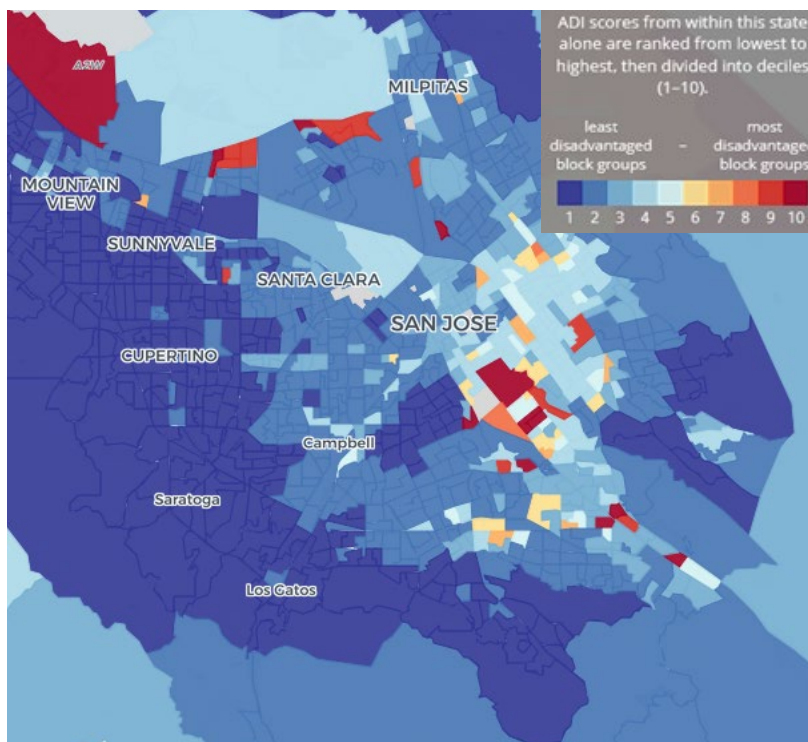 ADI scores from within this state
alone are ranked from lowest to
highest, then divided into deciles
(1–10).
least
disadvantaged
block groups
–
most
disadvantaged
block groups
1 2 3 4 5 6 7 8 9 10
MILPITAS
MOUNTAIN
VIEW
SUNNYVALE
SANTA CLARA
SAN JOSE
CUPERTINO
Campbell
Saratoga
Los Gatos